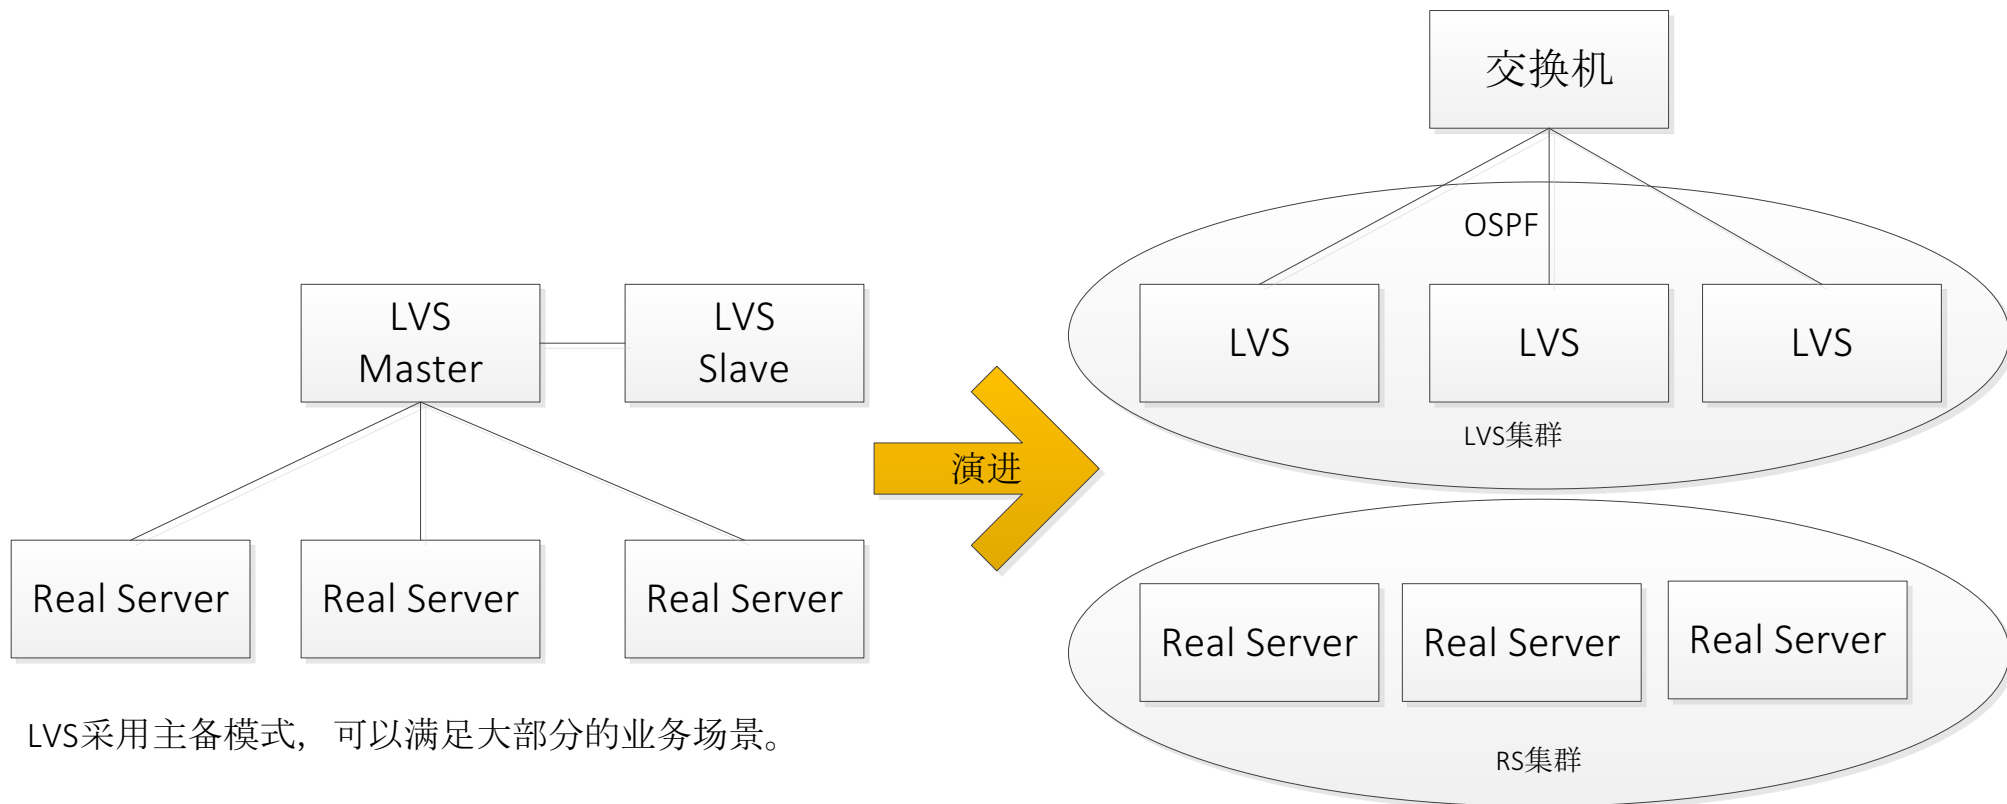 交换机
OSPF
LVS
Master
LVS
Slave
LVS
LVS
LVS
LVS集群
演进
Real Server
Real Server
Real Server
Real Server
Real Server
Real Server
LVS采用主备模式，可以满足大部分的业务场景。
RS集群